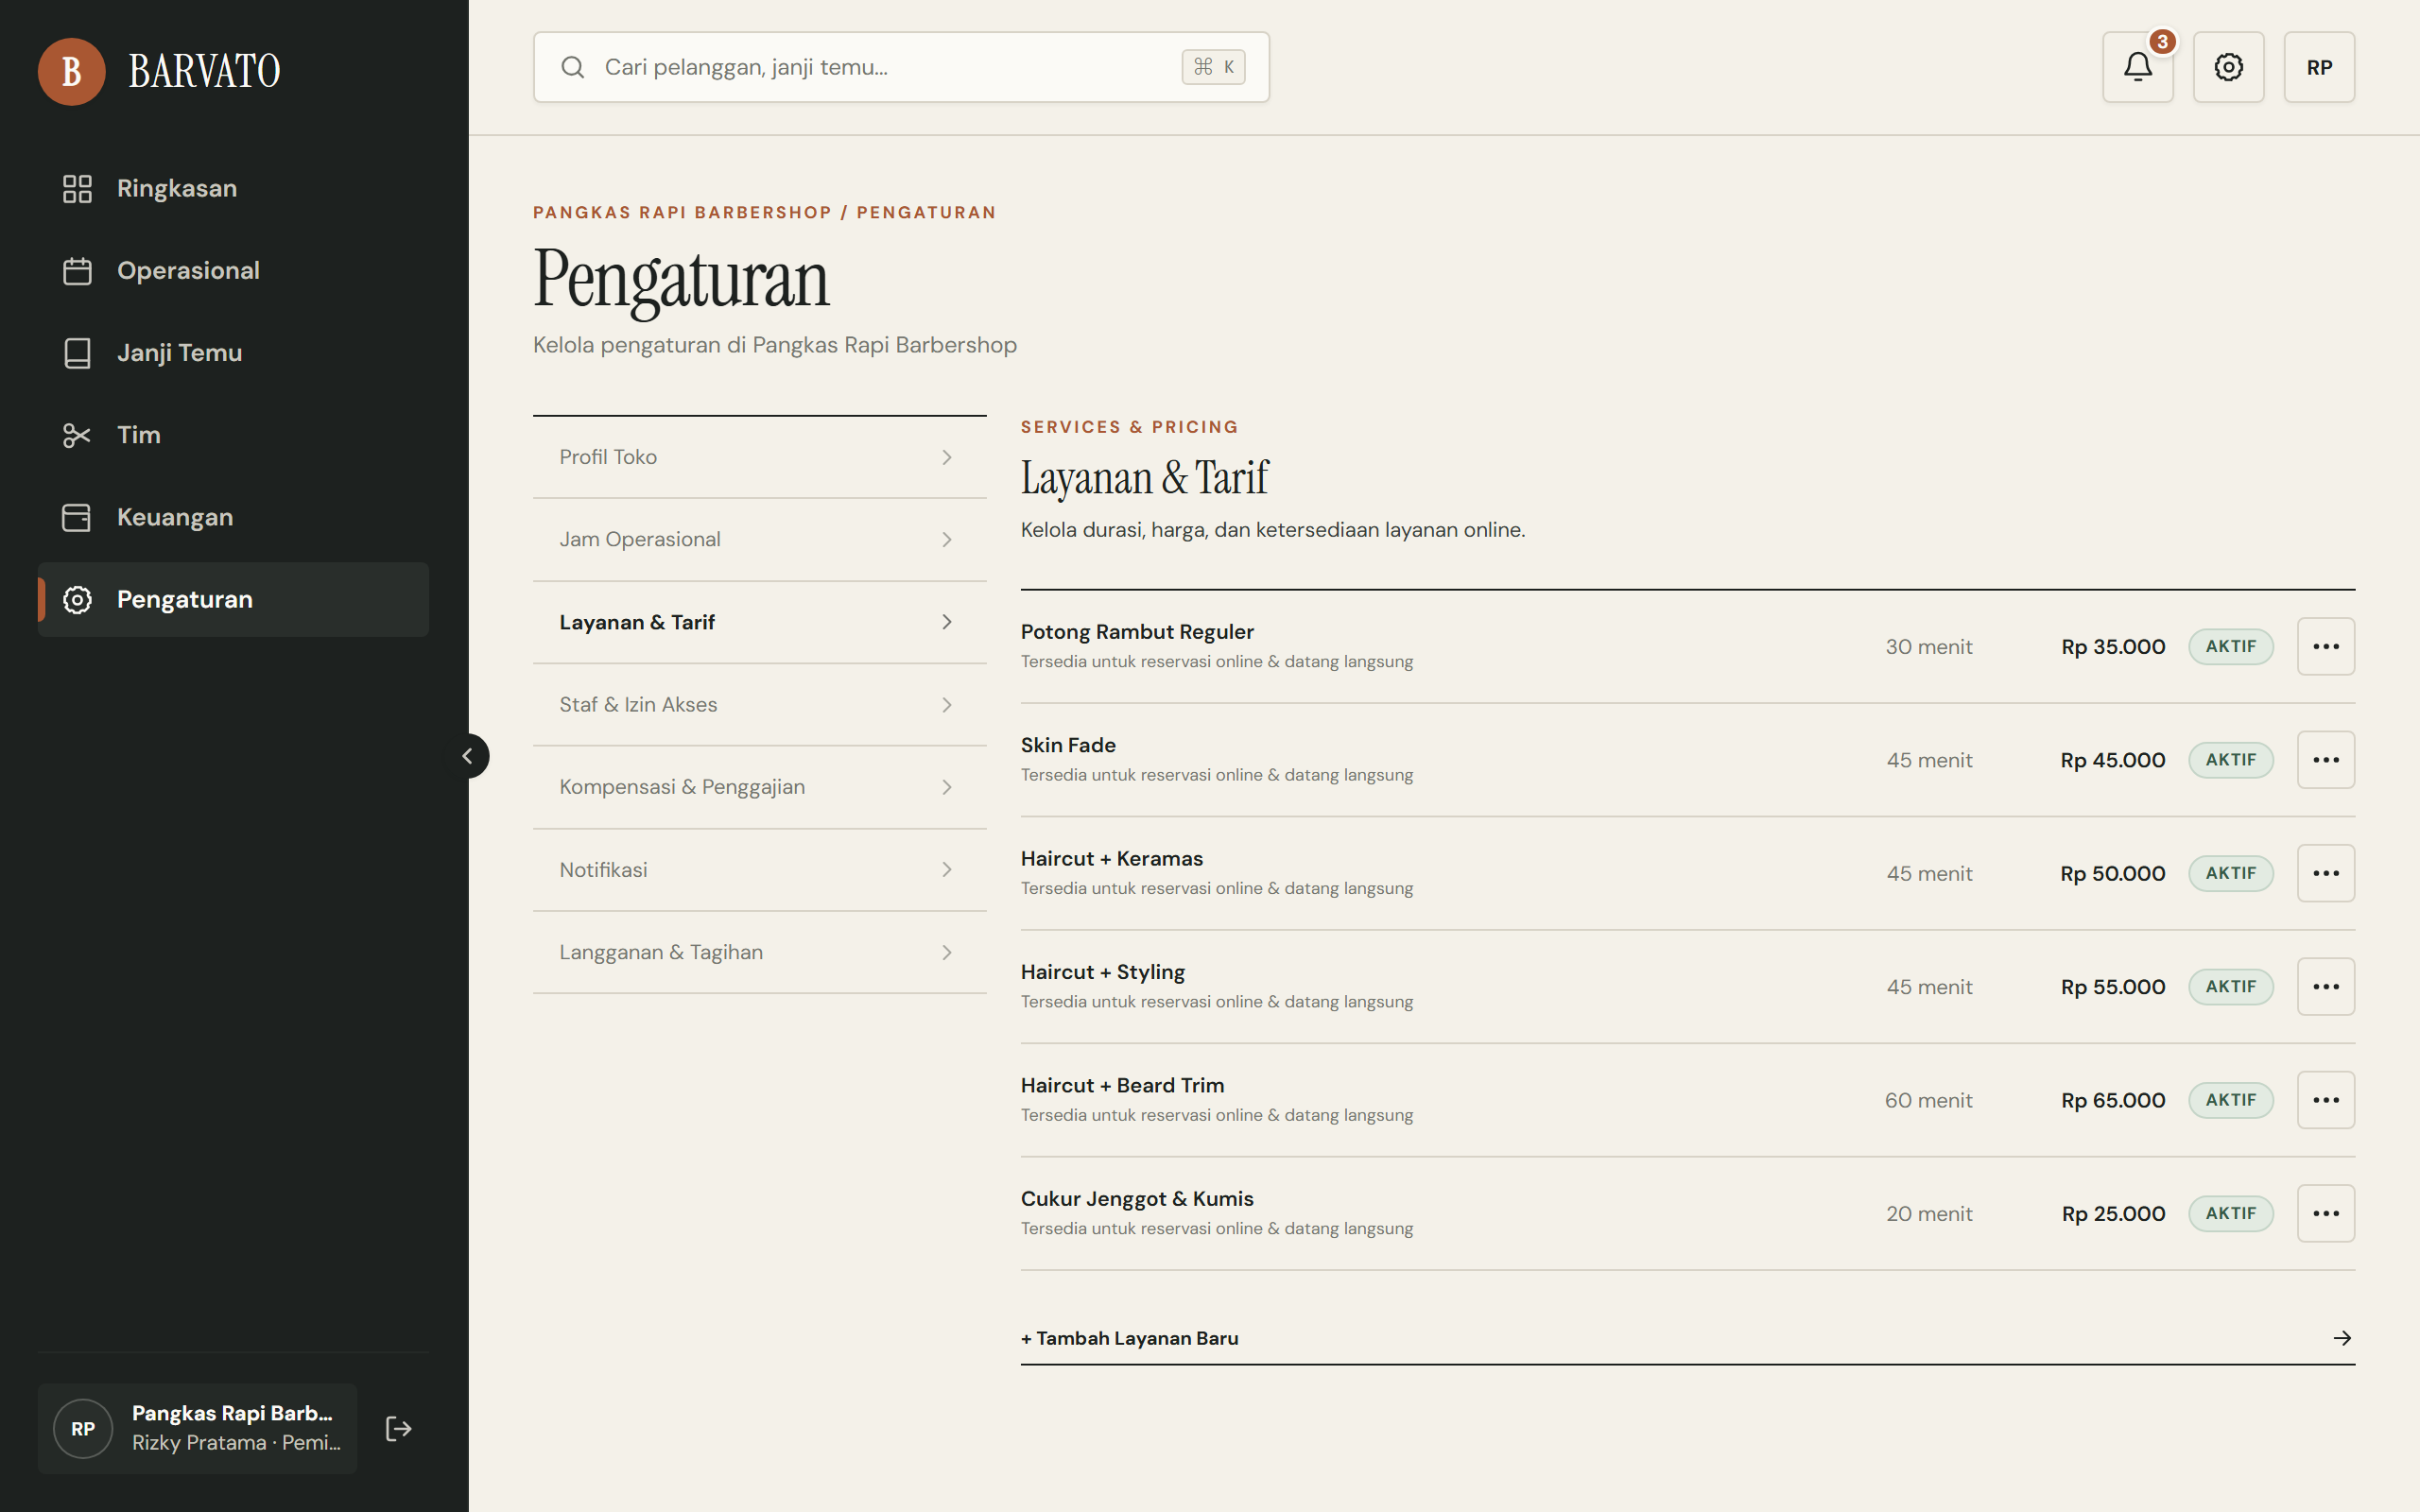 B BARVATO
Ringkasan
Operasional
Janji Temu
Tim
Keuangan
Pengaturan
RP
Pangkas Rapi Barb...
Rizky Pratama · Pemi...
Cari pelanggan, janji temu...
⌘ K
3
RP
PANGKAS RAPI BARBERSHOP / PENGATURAN
Pengaturan
Kelola pengaturan di Pangkas Rapi Barbershop
Profil Toko
Jam Operasional
Layanan & Tarif
Staf & Izin Akses
Kompensasi & Penggajian
Notifikasi
Langganan & Tagihan
SERVICES & PRICING
Layanan & Tarif
Kelola durasi, harga, dan ketersediaan layanan online.
Potong Rambut Reguler
Tersedia untuk reservasi online & datang langsung
30 menit Rp 35.000 AKTIF
Skin Fade
Tersedia untuk reservasi online & datang langsung
45 menit Rp 45.000 AKTIF
Haircut + Keramas
Tersedia untuk reservasi online & datang langsung
45 menit Rp 50.000 AKTIF
Haircut + Styling
Tersedia untuk reservasi online & datang langsung
45 menit Rp 55.000 AKTIF
Haircut + Beard Trim
Tersedia untuk reservasi online & datang langsung
60 menit Rp 65.000 AKTIF
Cukur Jenggot & Kumis
Tersedia untuk reservasi online & datang langsung
20 menit Rp 25.000 AKTIF
+ Tambah Layanan Baru